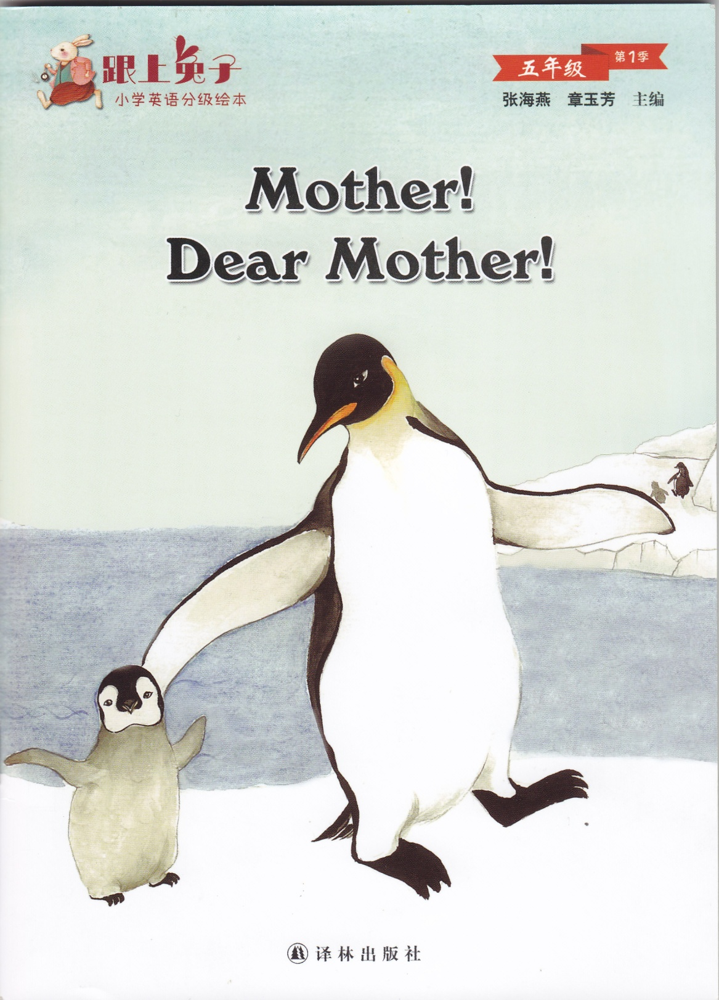 跟上兔子
小学英语分级绘本
五年级
第1季
张海燕 章玉芳 主编
Mother!
Dear Mother!
译林出版社